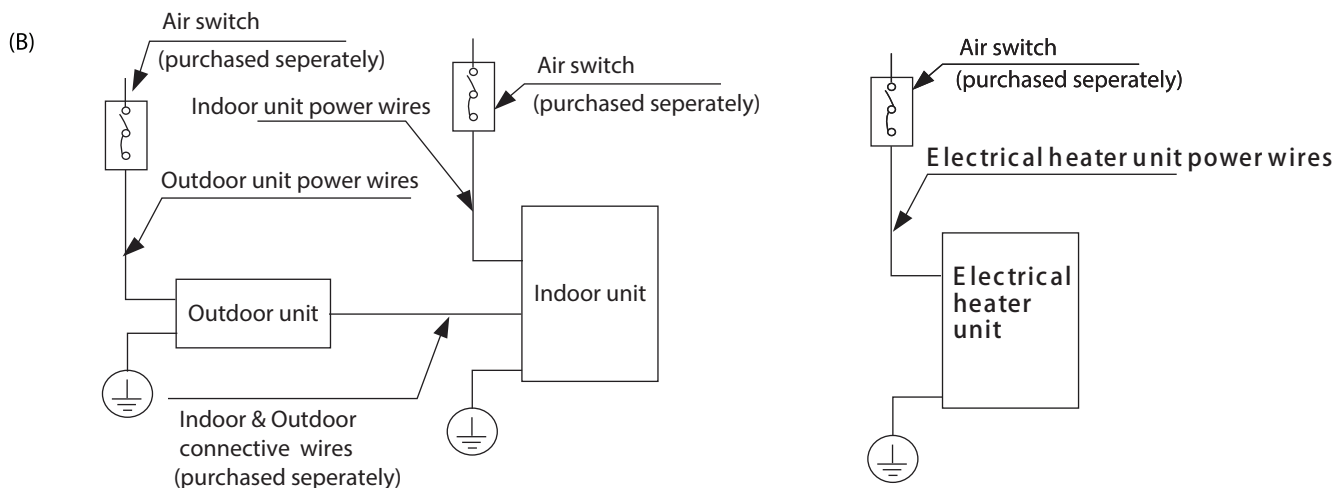 (B)
Air switch
(purchased seperately)
Air switch
(purchased seperately)
Indoor unit power wires
Outdoor unit power wires
Outdoor unit
Indoor unit
Indoor & Outdoor
connective wires
(purchased seperately)
Air switch
(purchased seperately)
Electrical heater unit power wires
Electrical
heater
unit